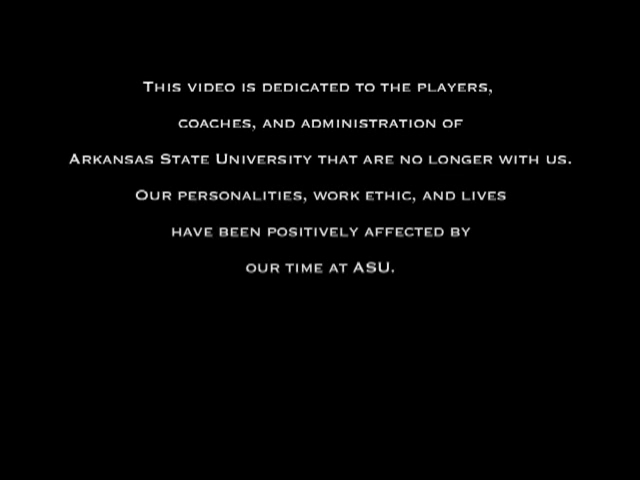 This video is dedicated to the players,
coaches, and administration of
Arkansas State University that are no longer with us.
Our personalities, work ethic, and lives
have been positively affected by
our time at ASU.